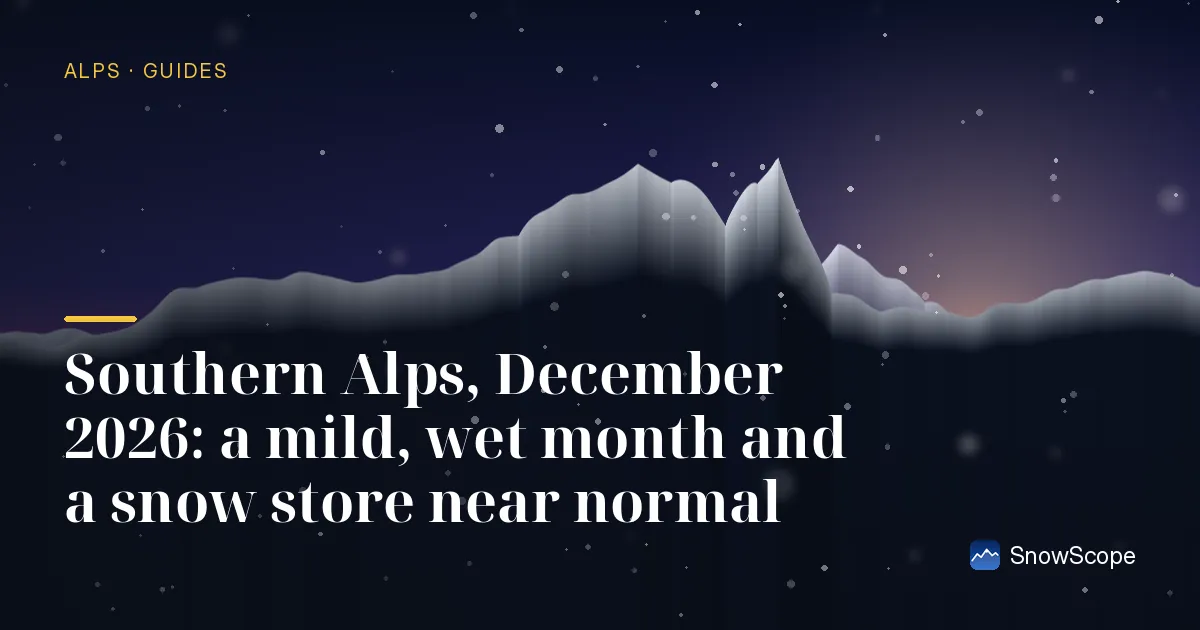 ALPS · GUIDES
Southern Alps, December
2026: a mild, wet month and
a snow store near normal
SnowScope